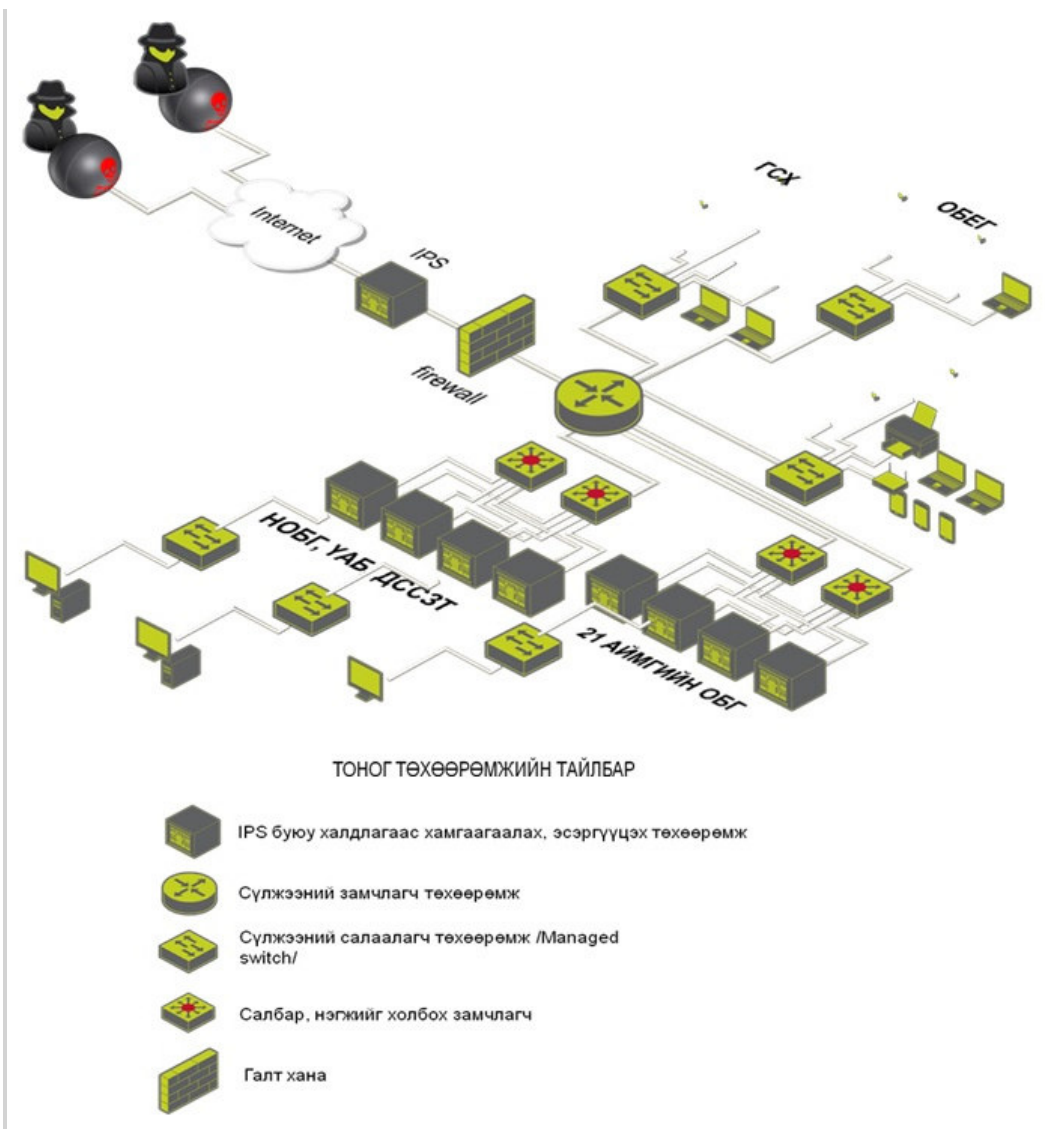 Internet
IPS
firewall
ГСХ
ОБЕГ
НОБГ, УАБ ДССЗТ
21 АЙМГИЙН ОБГ
ТОНОГ ТӨХӨӨРӨМЖИЙН ТАЙЛБАР
IPS буюу халдлагаас хамгаагаалах, эсэргүүцэх төхөөрөмж
Сүлжээний замчлагч төхөөрөмж
Сүлжээний салаалагч төхөөрөмж /Managed
switch/
Салбар, нэгжийг холбох замчлагч
Галт хана